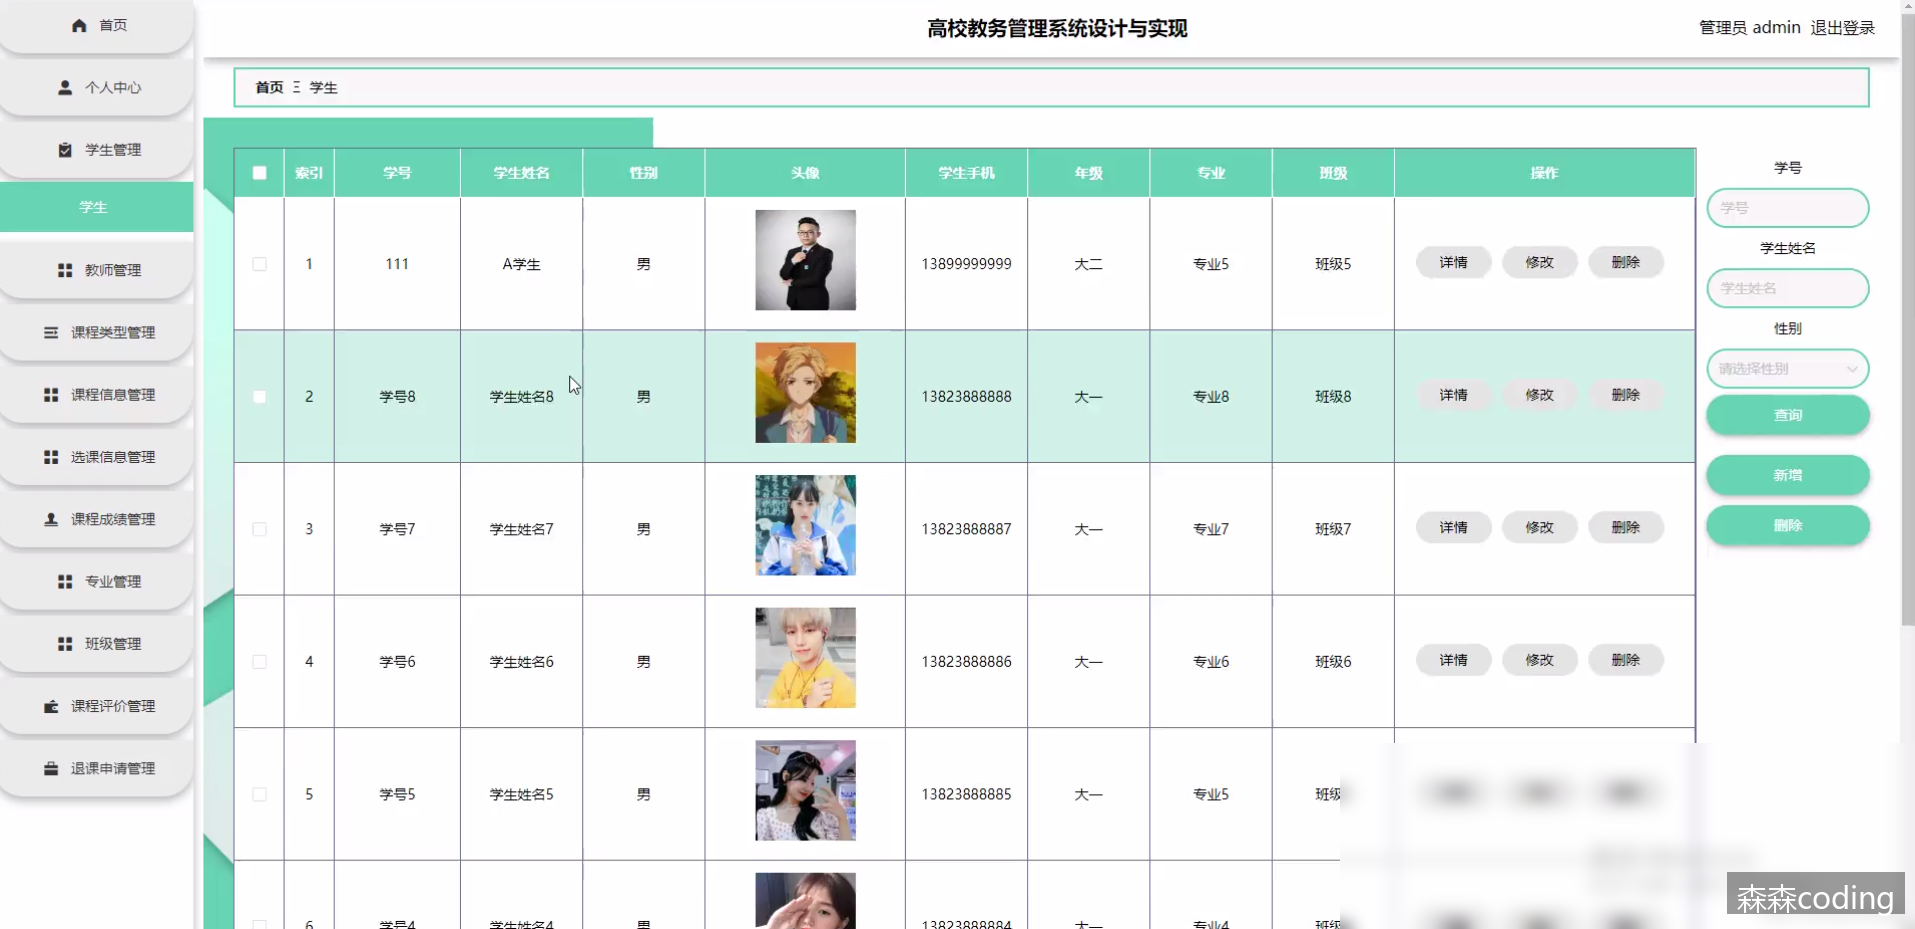 高校教务管理系统设计与实现
管理员 admin 退出登录
首页
个人中心
学生管理
学生
教师管理
课程类型管理
课程信息管理
选课信息管理
课程成绩管理
专业管理
班级管理
课程评价管理
退课申请管理
首页 Ξ 学生
索引 学号 学生姓名 性别 头像 学生手机 年级 专业 班级 操作
1 111 A学生 男 13899999999 大二 专业5 班级5 详情 修改 删除
2 学号8 学生姓名8 男 13823888888 大一 专业8 班级8 详情 修改 删除
3 学号7 学生姓名7 男 13823888887 大一 专业7 班级7 详情 修改 删除
4 学号6 学生姓名6 男 13823888886 大一 专业6 班级6 详情 修改 删除
5 学号5 学生姓名5 男 13823888885 大一 专业5 班级
6 学号4 学生姓名4 男 13823888884 大一 专业4 班级
学号
学号
学生姓名
学生姓名
性别
请选择性别
查询
新增
删除
森森coding